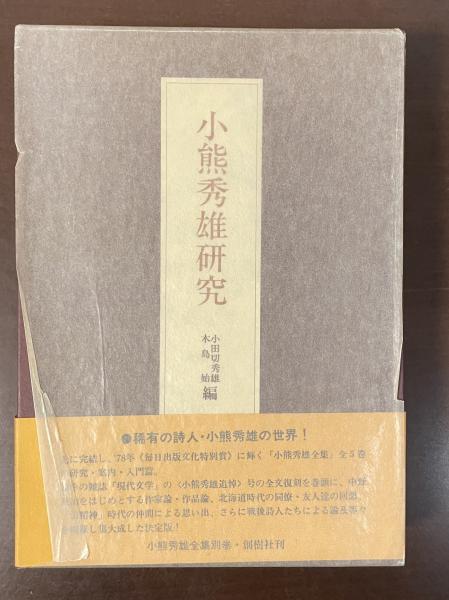 小熊秀雄研究
小田切秀雄
木島始
編
●稀有の詩人・小熊秀雄の世界！
に完結し、'78年《毎日出版文化特別賞》に輝く「小熊秀雄全集」全5巻
研究・案内・入門篇。
の雑誌「現代文学」の〈小熊秀雄追悼〉号の全文復刻を巻頭に、中野
をはじめとする作家論・作品論、北海道時代の同僚・友人達の回想、
精神」時代の仲間による思い出、さらに戦後詩人たちによる論及等々
し集大成した決定版！
小熊秀雄全集別巻・創樹社刊